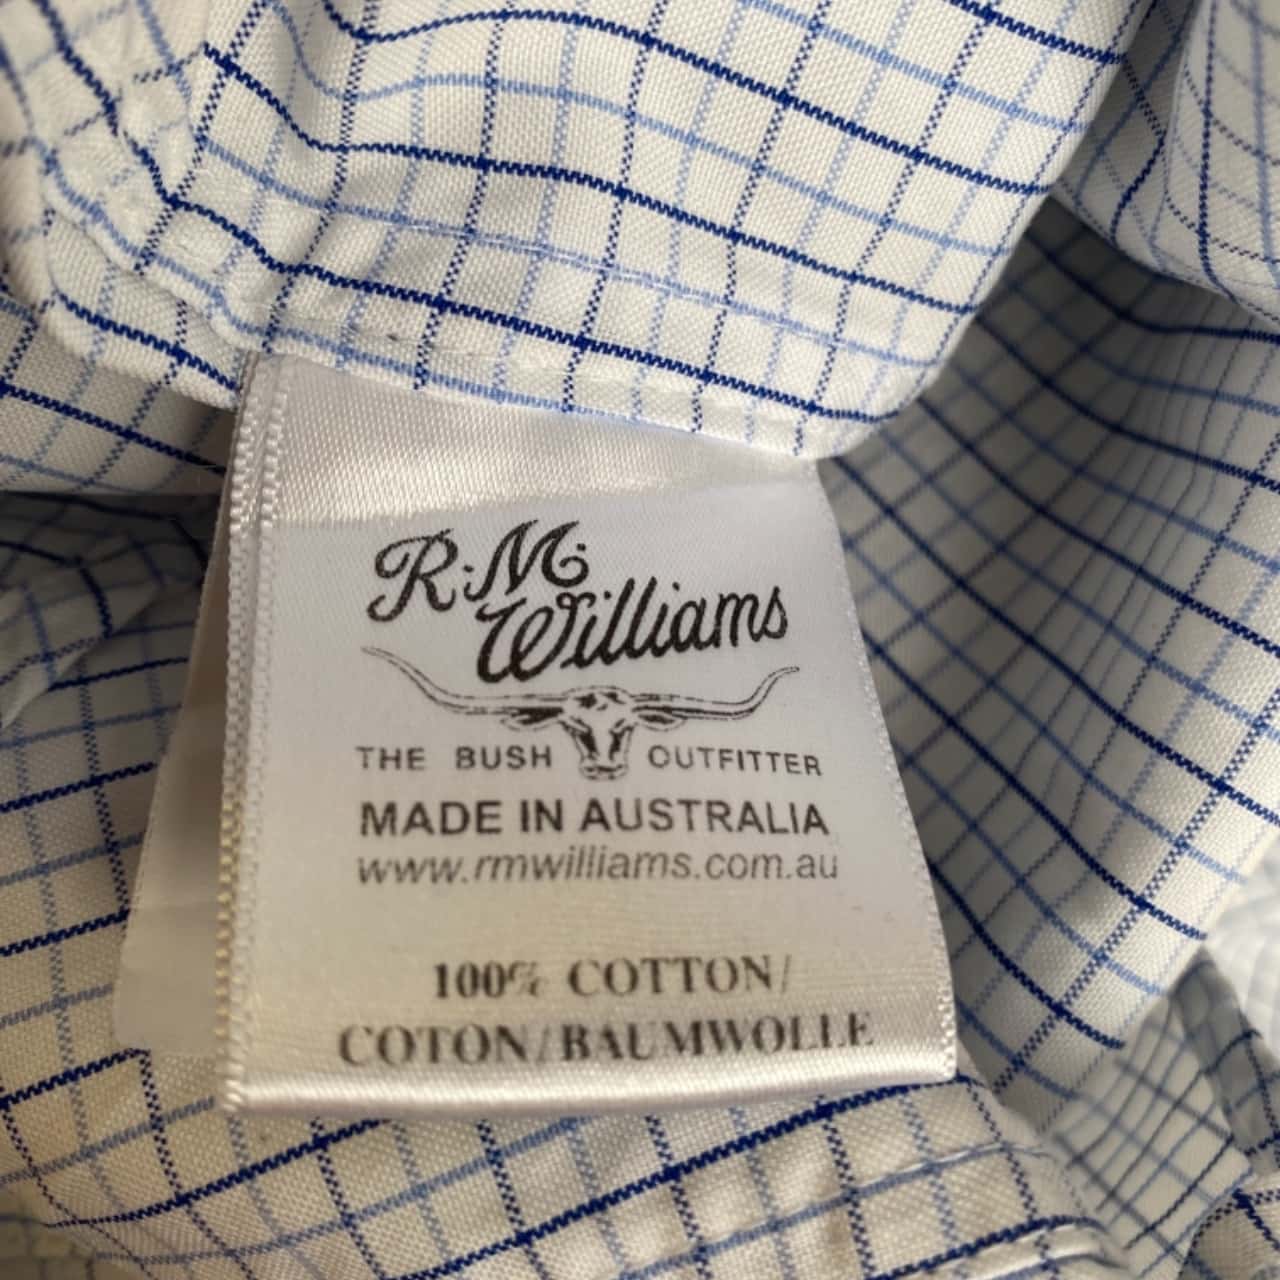 R.M.
Williams
THE BUSH OUTFITTER
MADE IN AUSTRALIA
www.rmwilliams.com.au
100% COTTON/
COTON/BAUMWOLLE